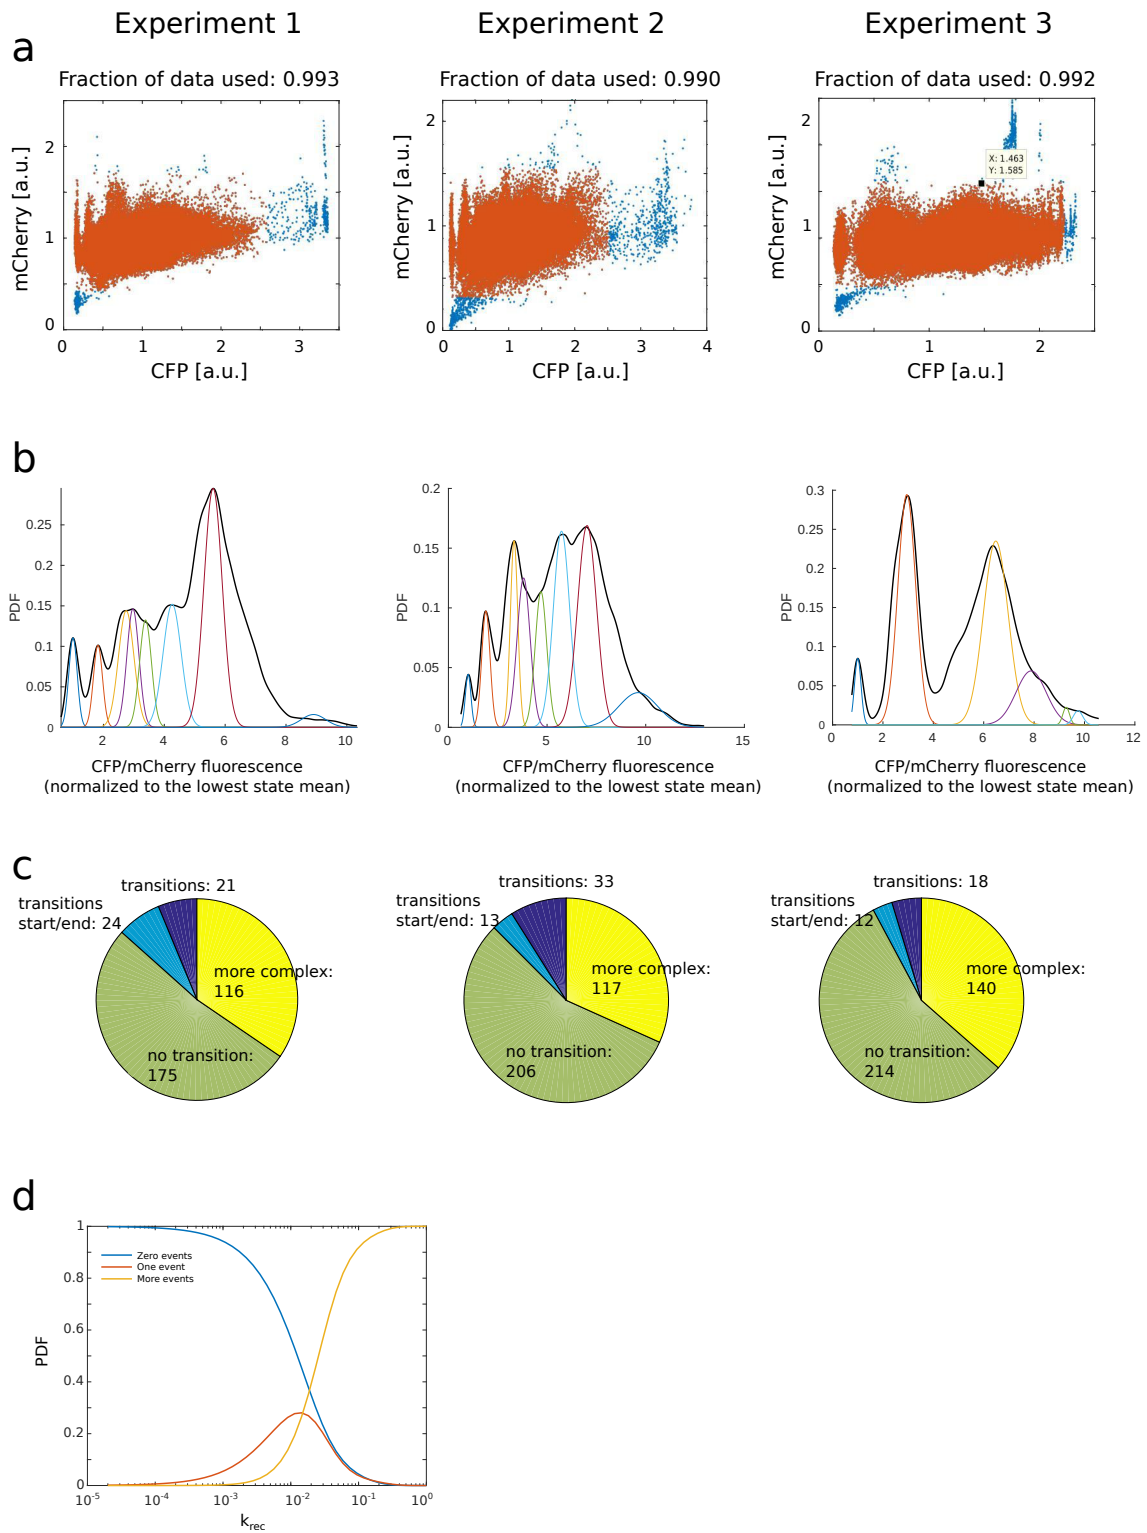 Experiment 1
Experiment 2
Experiment 3
a
Fraction of data used: 0.993
Fraction of data used: 0.990
Fraction of data used: 0.992
mCherry [a.u.]
2
1
0
0 1 2 3
CFP [a.u.]
mCherry [a.u.]
2
1
0
0 1 2 3 4
CFP [a.u.]
mCherry [a.u.]
2
1
0
X: 1.463
Y: 1.585
0 1 2
CFP [a.u.]
b
PDF
0.25
0.2
0.15
0.1
0.05
0
2 4 6 8 10
CFP/mCherry fluorescence
(normalized to the lowest state mean)
PDF
0.2
0.15
0.1
0.05
0
0 5 10 15
CFP/mCherry fluorescence
(normalized to the lowest state mean)
PDF
0.3
0.25
0.2
0.15
0.1
0.05
0
0 2 4 6 8 10 12
CFP/mCherry fluorescence
(normalized to the lowest state mean)
c
transitions: 21
transitions
start/end: 24
more complex:
116
no transition:
175
transitions: 33
transitions
start/end: 13
more complex:
117
no transition:
206
transitions: 18
transitions
start/end: 12
more complex:
140
no transition:
214
d
PDF
1
0.8
0.6
0.4
0.2
0
Zero events
One event
More events
10⁻⁵ 10⁻⁴ 10⁻³ 10⁻² 10⁻¹ 10⁰
k_rec